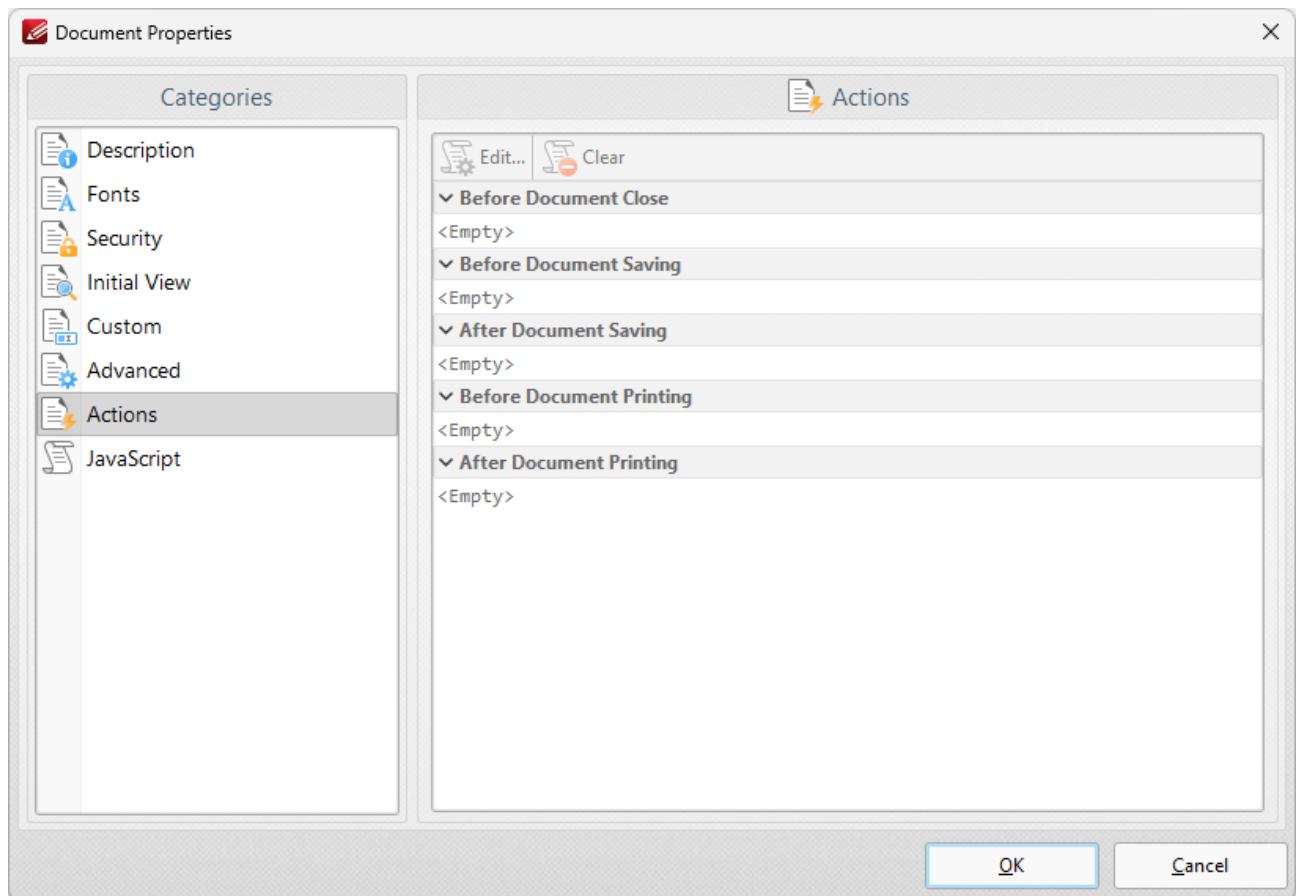 Document Properties
Categories
Description
Fonts
Security
Initial View
Custom
Advanced
Actions
JavaScript
Actions
Edit... Clear
Before Document Close
<Empty>
Before Document Saving
<Empty>
After Document Saving
<Empty>
Before Document Printing
<Empty>
After Document Printing
<Empty>
OK Cancel